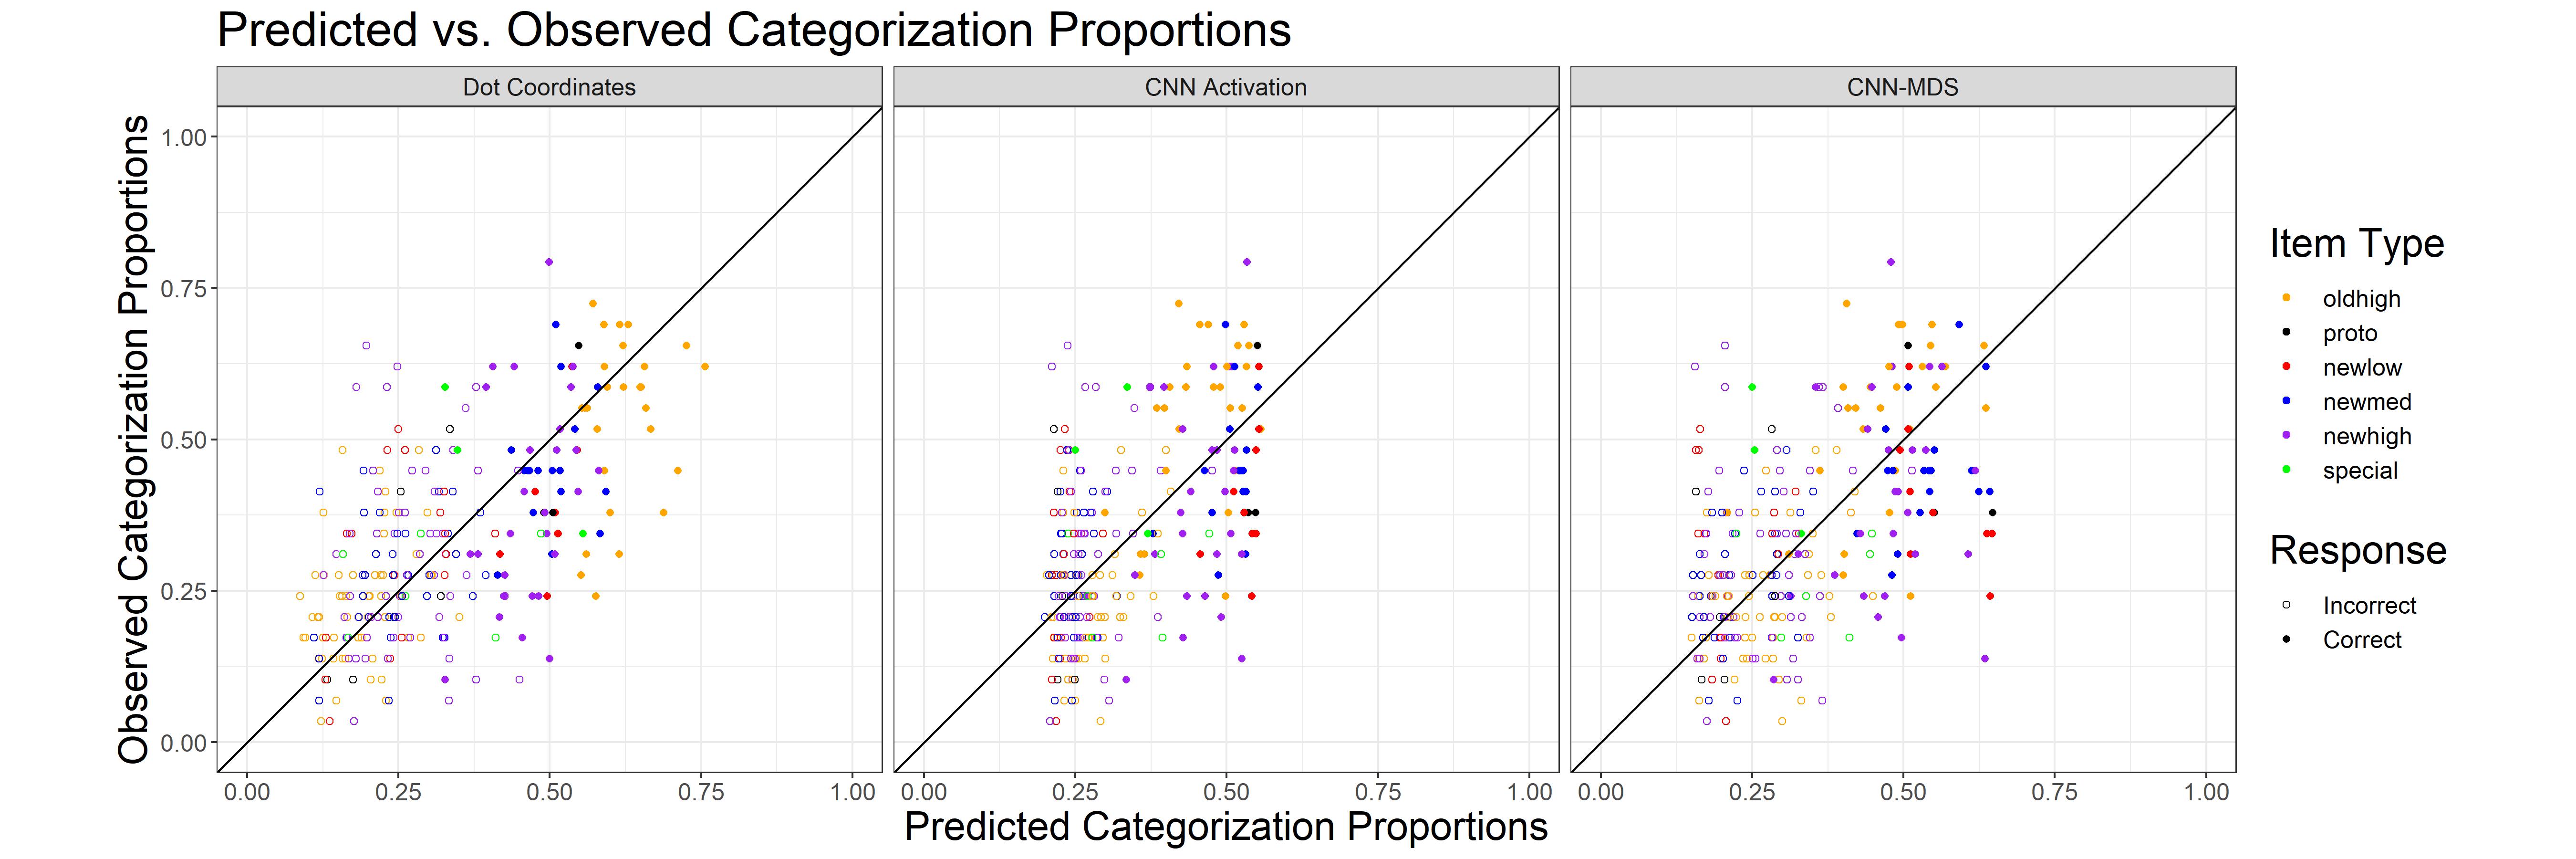 Predicted vs. Observed Categorization Proportions
Dot Coordinates
CNN Activation
CNN-MDS
Observed Categorization Proportions
1.00
0.75
0.50
0.25
0.00
0.00 0.25 0.50 0.75 1.00
0.00 0.25 0.50 0.75 1.00
0.00 0.25 0.50 0.75 1.00
Predicted Categorization Proportions
Item Type
oldhigh
proto
newlow
newmed
newhigh
special
Response
Incorrect
Correct